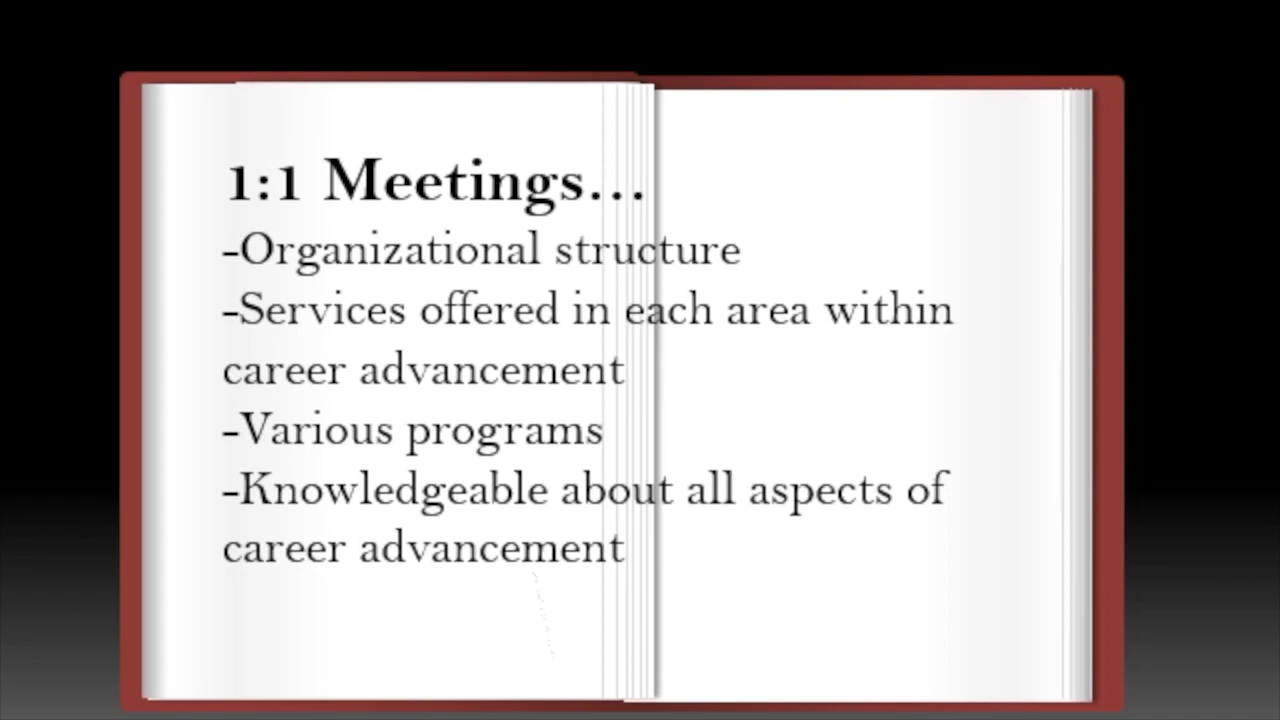 1:1 Meetings...
-Organizational structure
-Services offered in each area within
career advancement
-Various programs
-Knowledgeable about all aspects of
career advancement